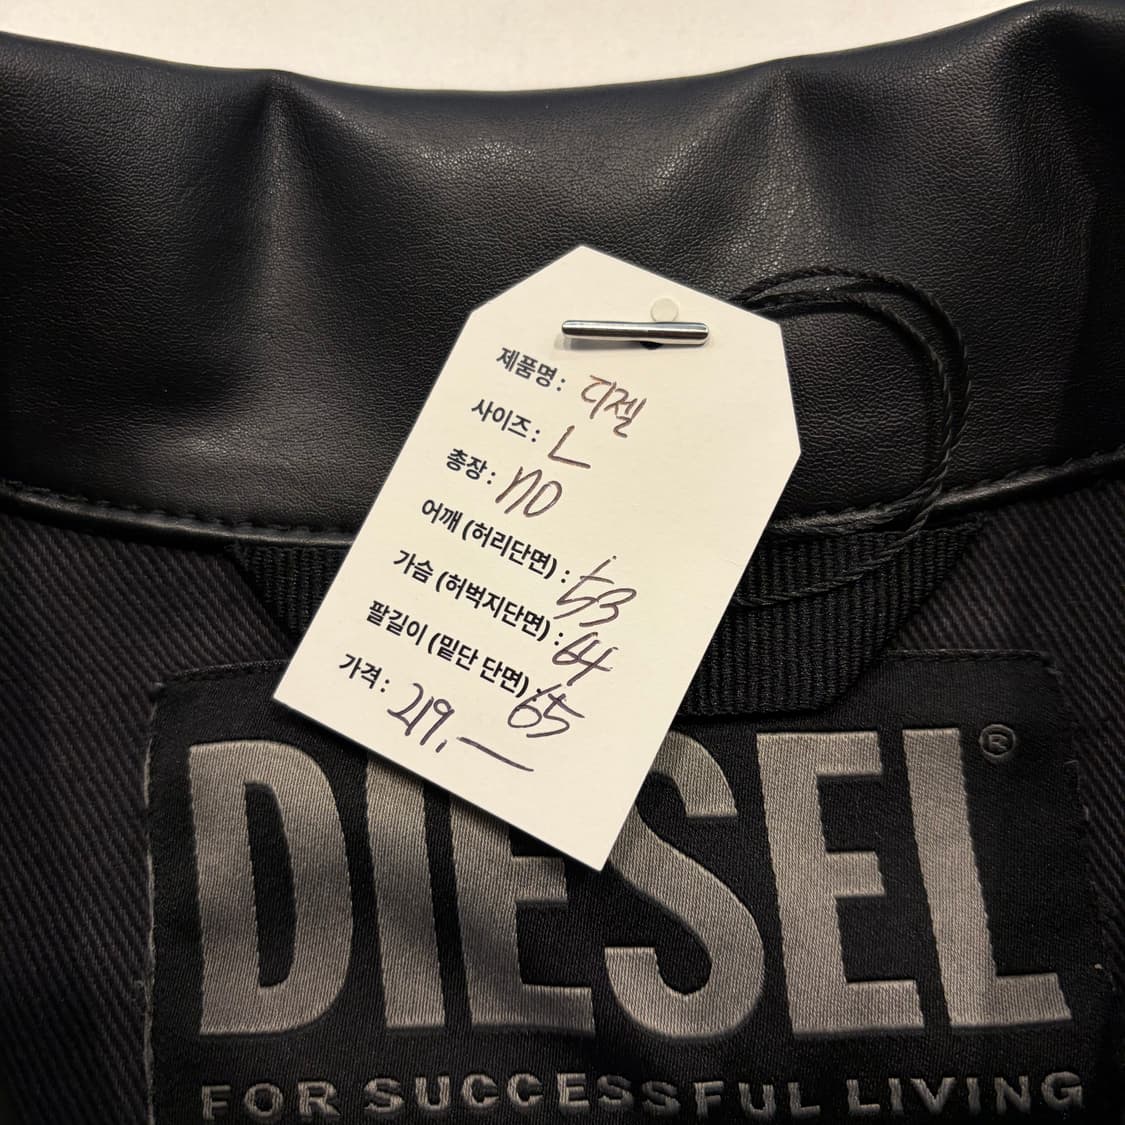 제품명: 디젤
사이즈: L
총장: 110
어깨 (허리단면) : 53
가슴 (허벅지단면) : 64
팔길이 (밑단 단면) : 65
가격: 219,—
DIESEL®
FOR SUCCESSFUL LIVING